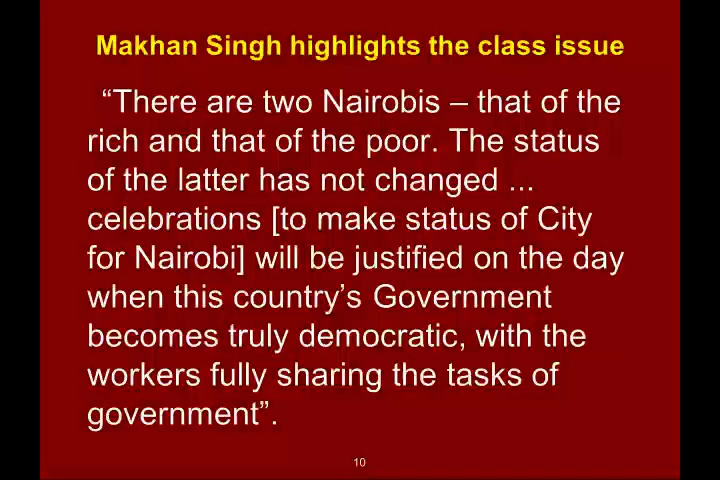 Makhan Singh highlights the class issue
“There are two Nairobis – that of the
rich and that of the poor. The status
of the latter has not changed ...
celebrations [to make status of City
for Nairobi] will be justified on the day
when this country’s Government
becomes truly democratic, with the
workers fully sharing the tasks of
government”.
10